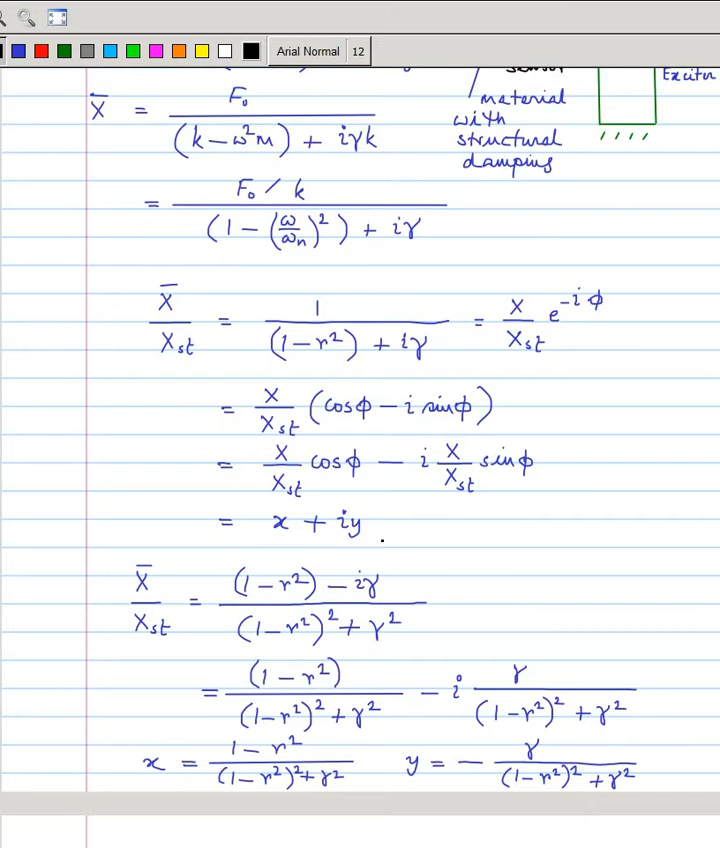 Arial Normal 12
sensor
Exciter
material
with
structural
damping
X̄ = F₀ / ((k − ω²m) + iγk)
= F₀/k / ((1 − (ω/ωₙ)²) + iγ)
X̄/Xst = 1 / ((1 − r²) + iγ) = X/Xst e^(−iφ)
= X/Xst (cosφ − i sinφ)
= X/Xst cosφ − i X/Xst sinφ
= x + iy
X̄/Xst = ((1 − r²) − iγ) / ((1 − r²)² + γ²)
= (1 − r²) / ((1 − r²)² + γ²) − i γ / ((1 − r²)² + γ²)
x = 1 − r² / ((1 − r²)² + γ²) y = − γ / ((1 − r²)² + γ²)